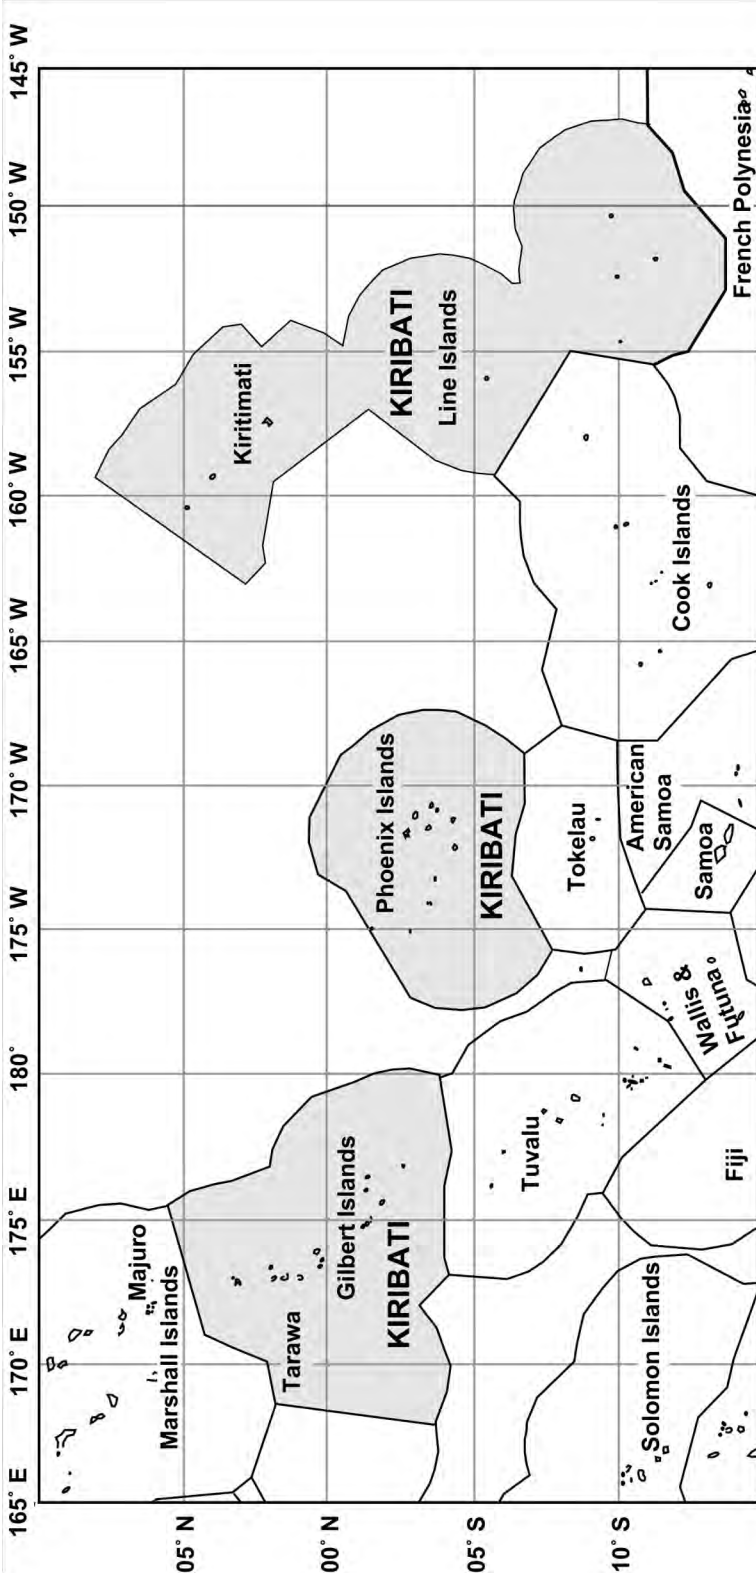 165° E
170° E
175° E
180°
175° W
170° W
165° W
160° W
155° W
150° W
145° W
05° N
00° N
05° S
10° S
Majuro
Marshall Islands
Tarawa
Gilbert Islands
KIRIBATI
Phoenix Islands
KIRIBATI
Kiritimati
KIRIBATI
Line Islands
Tuvalu
Tokelau
Cook Islands
French Polynesia
Solomon Islands
Fiji
Wallis &
Futuna
Samoa
American
Samoa